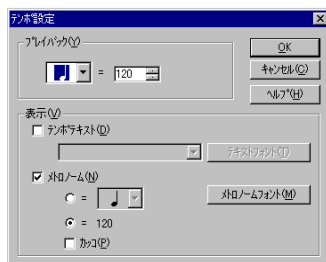 テンポ設定
プレイバック(Y)
= 120
OK
キャンセル(C)
ヘルプ(H)
表示(V)
テンポテキスト(D)
テキストフォント(T)
メトロノーム(N)
=
メトロノームフォント(M)
= 120
カッコ(P)